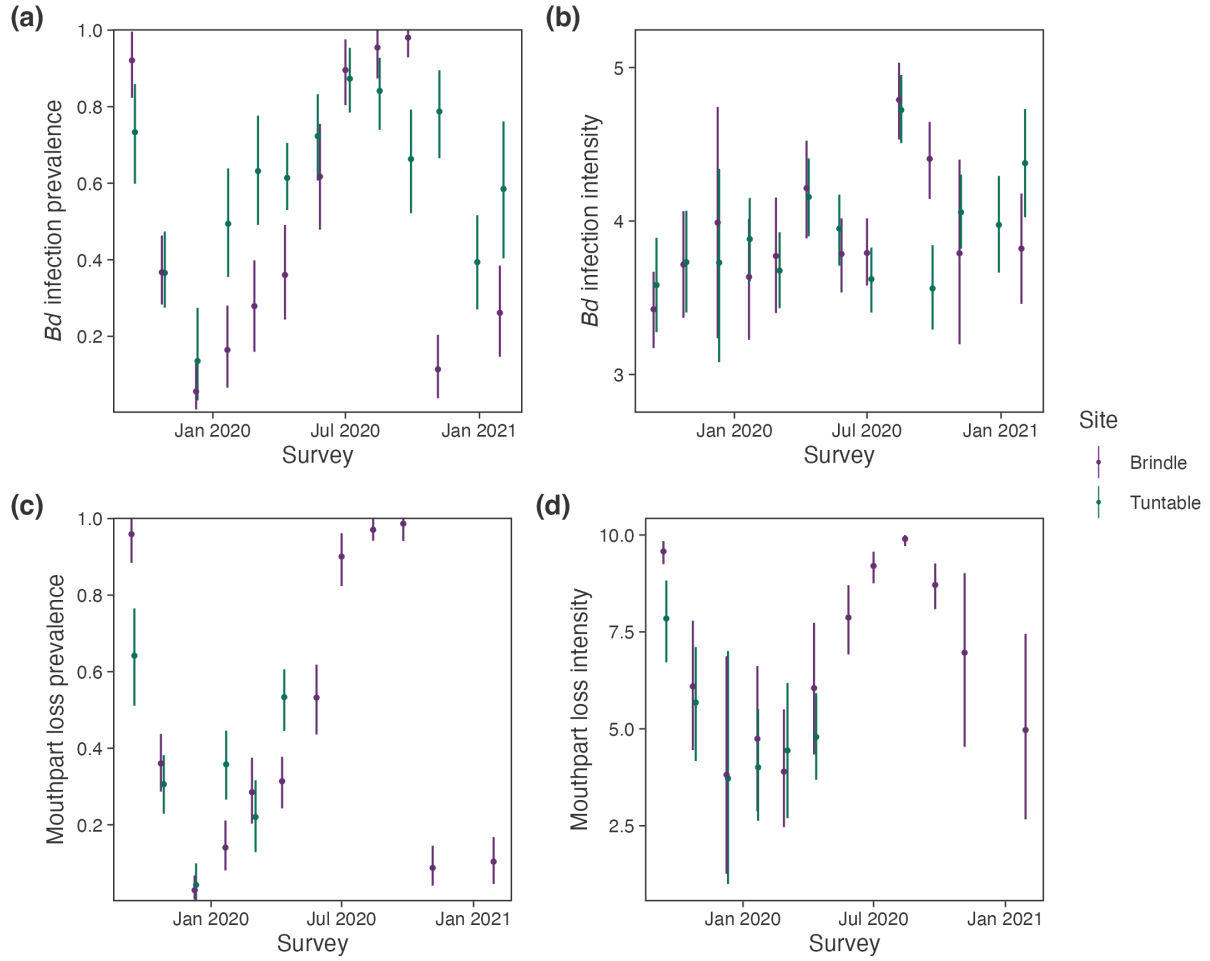 (a)
Bd infection prevalence
1.0
0.8
0.6
0.4
0.2
Jan 2020
Jul 2020
Jan 2021
Survey
(b)
Bd infection intensity
5
4
3
Jan 2020
Jul 2020
Jan 2021
Survey
Site
Brindle
Tuntable
(c)
Mouthpart loss prevalence
1.0
0.8
0.6
0.4
0.2
Jan 2020
Jul 2020
Jan 2021
Survey
(d)
Mouthpart loss intensity
10.0
7.5
5.0
2.5
Jan 2020
Jul 2020
Jan 2021
Survey